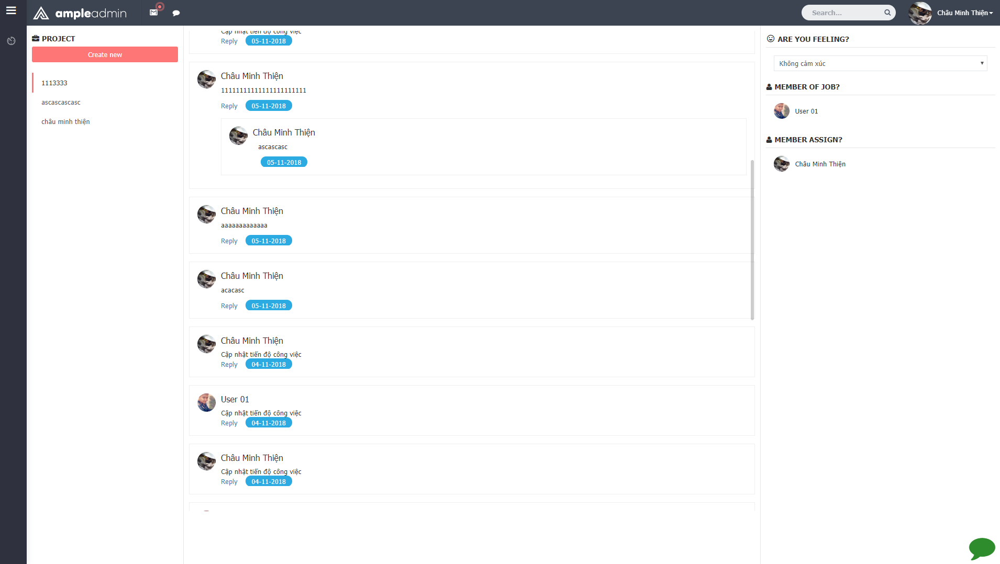 ampleadmin
Search...
Châu Minh Thiện
PROJECT
Create new
1113333
ascascascasc
châu minh thiện
Cập nhật tiến độ công việc
Reply 05-11-2018
Châu Minh Thiện
11111111111111111111111
Reply 05-11-2018
Châu Minh Thiện
ascascasc
05-11-2018
Châu Minh Thiện
aaaaaaaaaaaaa
Reply 05-11-2018
Châu Minh Thiện
acacasc
Reply 05-11-2018
Châu Minh Thiện
Cập nhật tiến độ công việc
Reply 04-11-2018
User 01
Cập nhật tiến độ công việc
Reply 04-11-2018
Châu Minh Thiện
Cập nhật tiến độ công việc
Reply 04-11-2018
ARE YOU FEELING?
Không cảm xúc
MEMBER OF JOB?
User 01
MEMBER ASSIGN?
Châu Minh Thiện